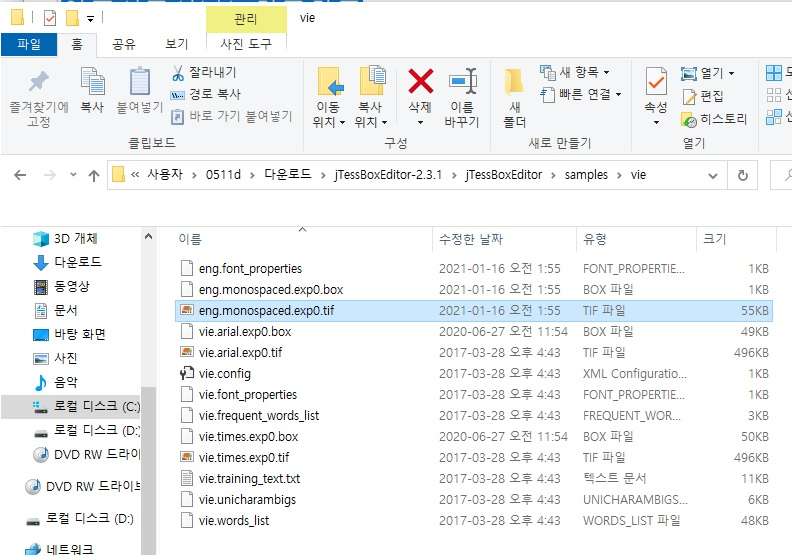 관리
vie
파일
홈
공유
보기
사진 도구
즐겨찾기에
고정
복사
붙여넣기
잘라내기
경로 복사
바로 가기 붙여넣기
클립보드
이동
위치
복사
위치
삭제
이름
바꾸기
구성
새
폴더
새 항목
빠른 연결
새로 만들기
속성
열기
편집
히스토리
열기
« 사용자 > 0511d > 다운로드 > jTessBoxEditor-2.3.1 > jTessBoxEditor > samples > vie
이름 수정한 날짜 유형 크기
3D 개체
다운로드
동영상
문서
바탕 화면
사진
음악
로컬 디스크 (C:)
로컬 디스크 (D:)
DVD RW 드라이
DVD RW 드라이브
로컬 디스크 (D:)
네트워크
eng.font_properties 2021-01-16 오전 1:55 FONT_PROPERTIE... 1KB
eng.monospaced.exp0.box 2021-01-16 오전 1:55 BOX 파일 1KB
eng.monospaced.exp0.tif 2021-01-16 오전 1:55 TIF 파일 55KB
vie.arial.exp0.box 2020-06-27 오전 11:54 BOX 파일 49KB
vie.arial.exp0.tif 2017-03-28 오후 4:43 TIF 파일 496KB
vie.config 2017-03-28 오후 4:43 XML Configuratio... 1KB
vie.font_properties 2017-03-28 오후 4:43 FONT_PROPERTIE... 1KB
vie.frequent_words_list 2017-03-28 오후 4:43 FREQUENT_WOR... 3KB
vie.times.exp0.box 2020-06-27 오전 11:54 BOX 파일 50KB
vie.times.exp0.tif 2017-03-28 오후 4:43 TIF 파일 496KB
vie.training_text.txt 2017-03-28 오후 4:43 텍스트 문서 11KB
vie.unicharambigs 2017-03-28 오후 4:43 UNICHARAMBIGS... 6KB
vie.words_list 2017-03-28 오후 4:43 WORDS_LIST 파일 48KB